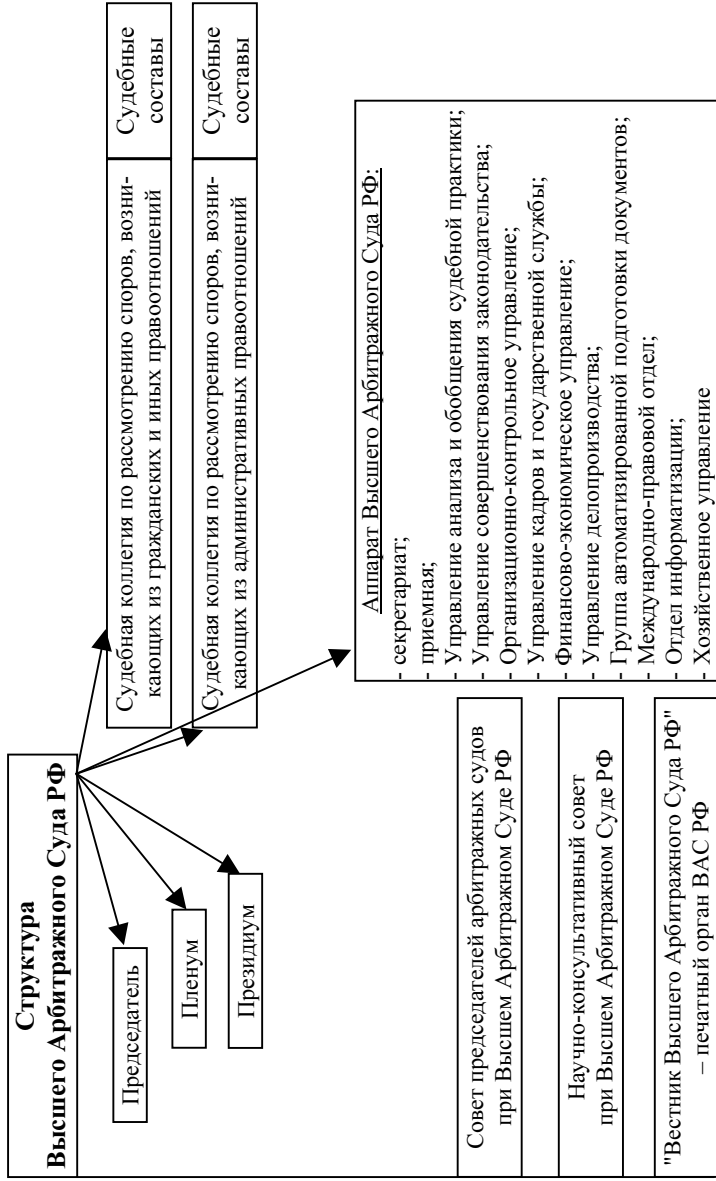 Структура
Высшего Арбитражного Суда РФ
Председатель
Пленум
Президиум
Судебная коллегия по рассмотрению споров, возни-
кающих из гражданских и иных правоотношений
Судебные
составы
Судебная коллегия по рассмотрению споров, возни-
кающих из административных правоотношений
Судебные
составы
Совет председателей арбитражных судов
при Высшем Арбитражном Суде РФ
Научно-консультативный совет
при Высшем Арбитражном Суде РФ
"Вестник Высшего Арбитражного Суда РФ"
– печатный орган ВАС РФ
Аппарат Высшего Арбитражного Суда РФ:
- секретариат;
- приемная;
- Управление анализа и обобщения судебной практики;
- Управление совершенствования законодательства;
- Организационно-контрольное управление;
- Управление кадров и государственной службы;
- Финансово-экономическое управление;
- Управление делопроизводства;
- Группа автоматизированной подготовки документов;
- Международно-правовой отдел;
- Отдел информатизации;
- Хозяйственное управление